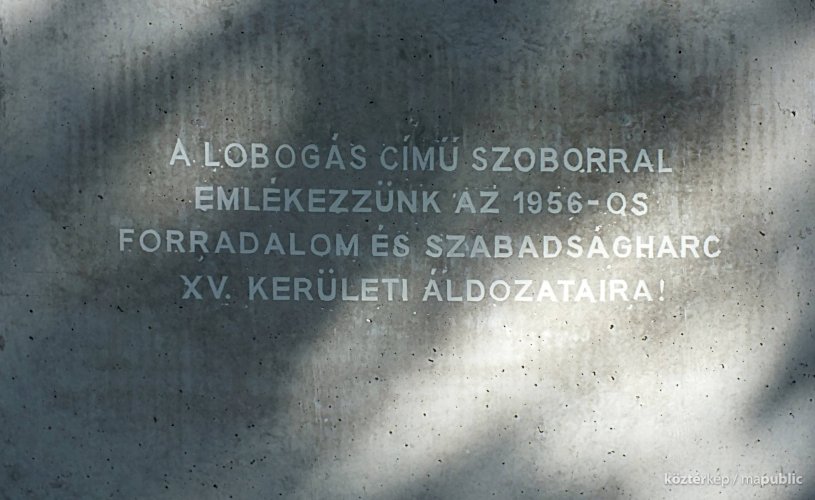 A LOBOGÁS CÍMŰ SZOBORRAL
EMLÉKEZZÜNK AZ 1956-OS
FORRADALOM ÉS SZABADSÁGHARC
XV. KERÜLETI ÁLDOZATAIRA!
köztérkép / mapublic